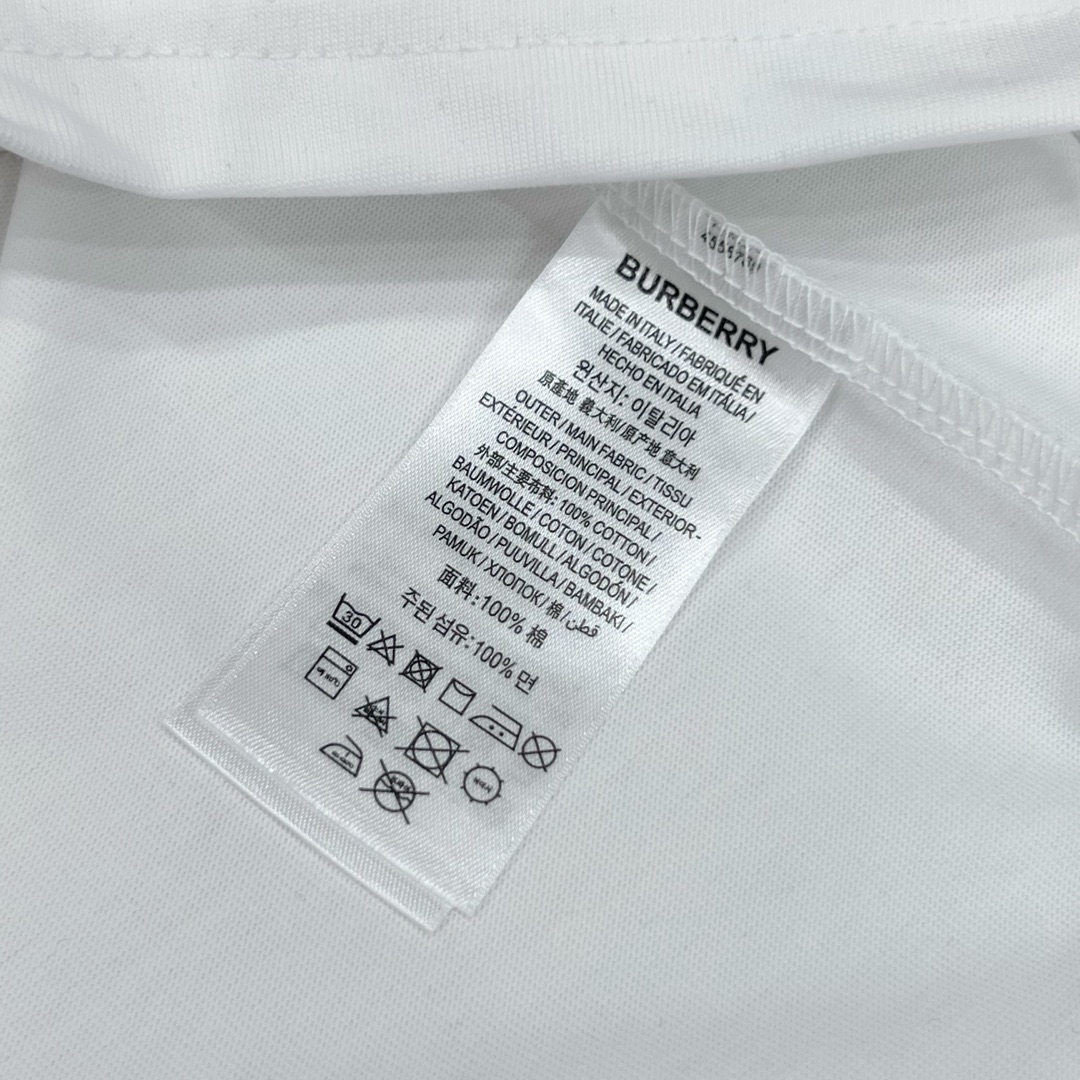 BURBERRY
MADE IN ITALY / FABRIQUÉ EN
ITALIE / FABRICADO EM ITÁLIA /
HECHO EN ITALIA
원산지: 이탈리아
原產地 義大利/原产地 意大利
OUTER / MAIN FABRIC / TISSU
EXTÉRIEUR / PRINCIPAL / EXTERIOR-
COMPOSICION PRINCIPAL /
外部/主要布料: 100% COTTON /
BAUMWOLLE / COTON / COTONE /
KATOEN / BOMULL / ALGODÓN /
ALGODÃO / PUUVILLA / BAMBAKI /
PAMUK / ХПОПОК / 棉 / قطن
面料:100% 棉
주된 섬유:100% 면
30